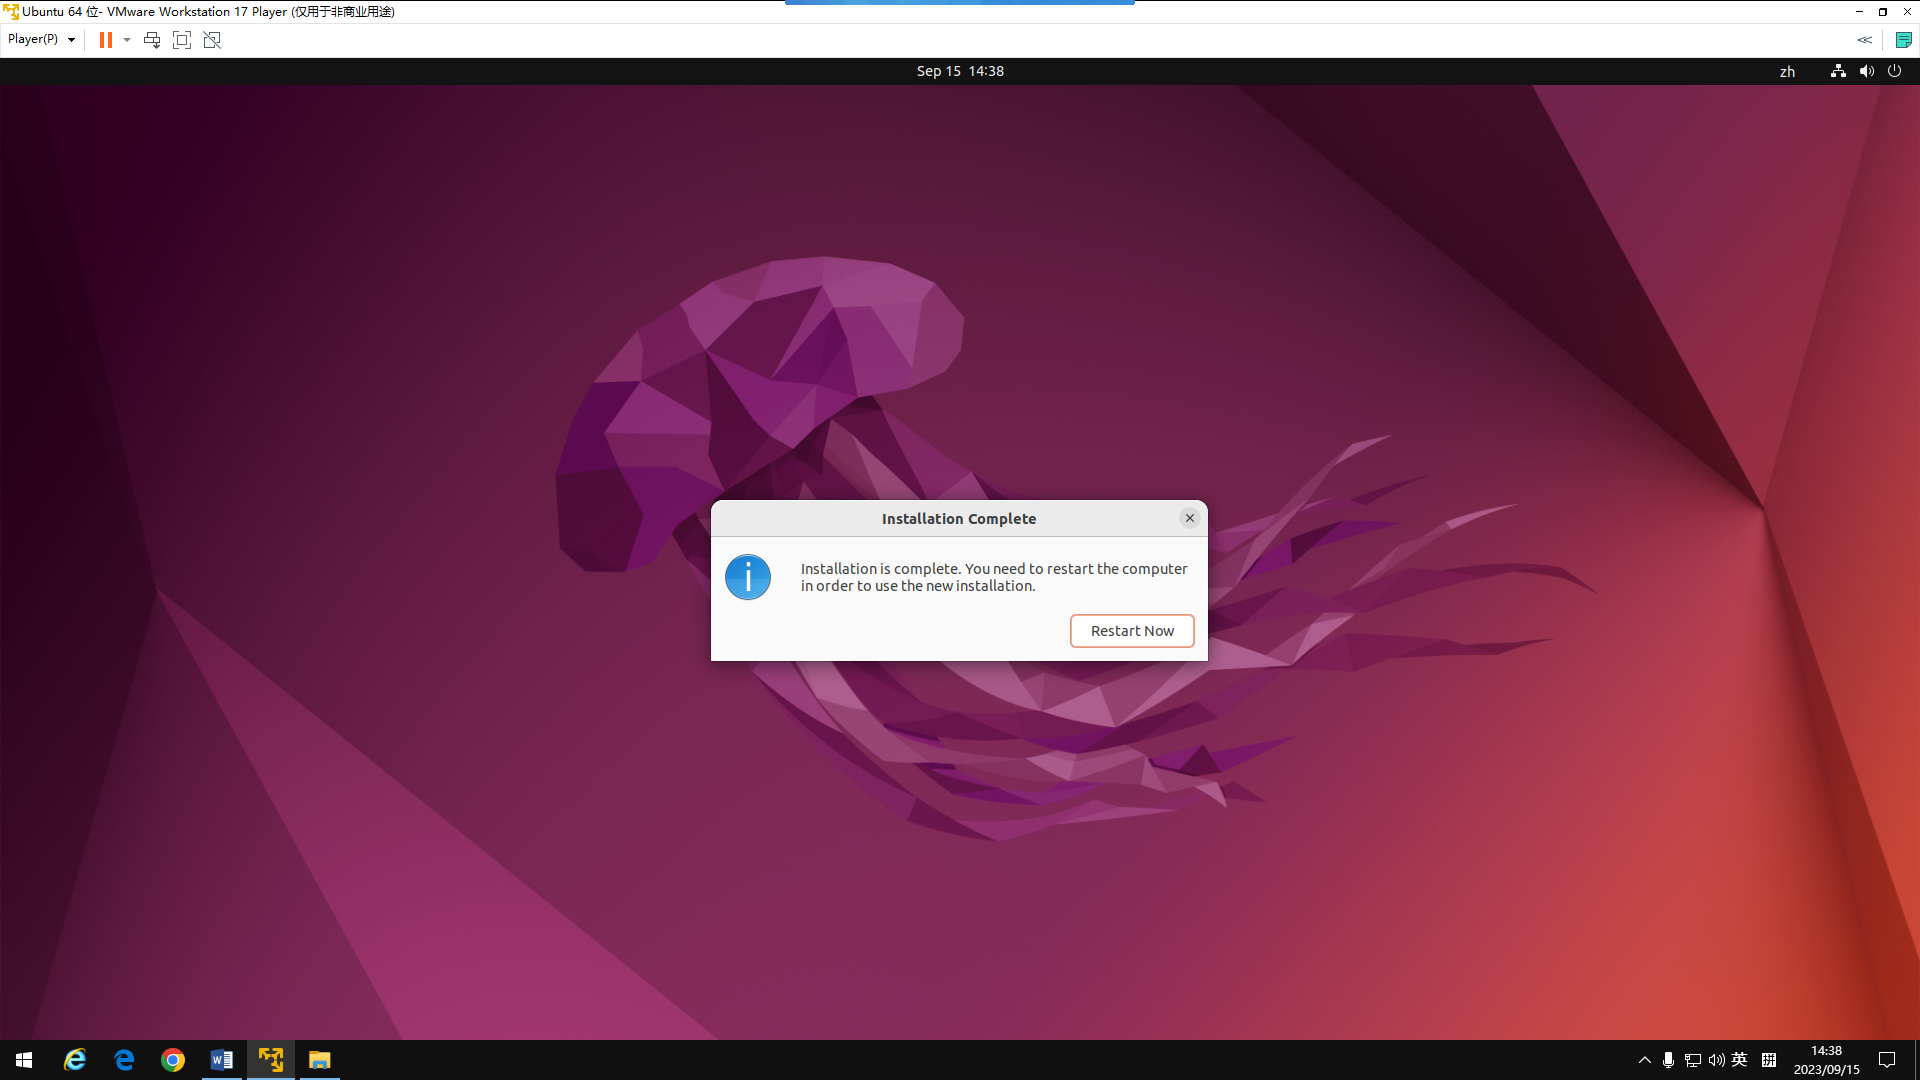 Ubuntu 64 位- VMware Workstation 17 Player (仅用于非商业用途)
Player(P)
Sep 15 14:38
zh
Installation Complete
Installation is complete. You need to restart the computer
in order to use the new installation.
Restart Now
英
拼
14:38
2023/09/15